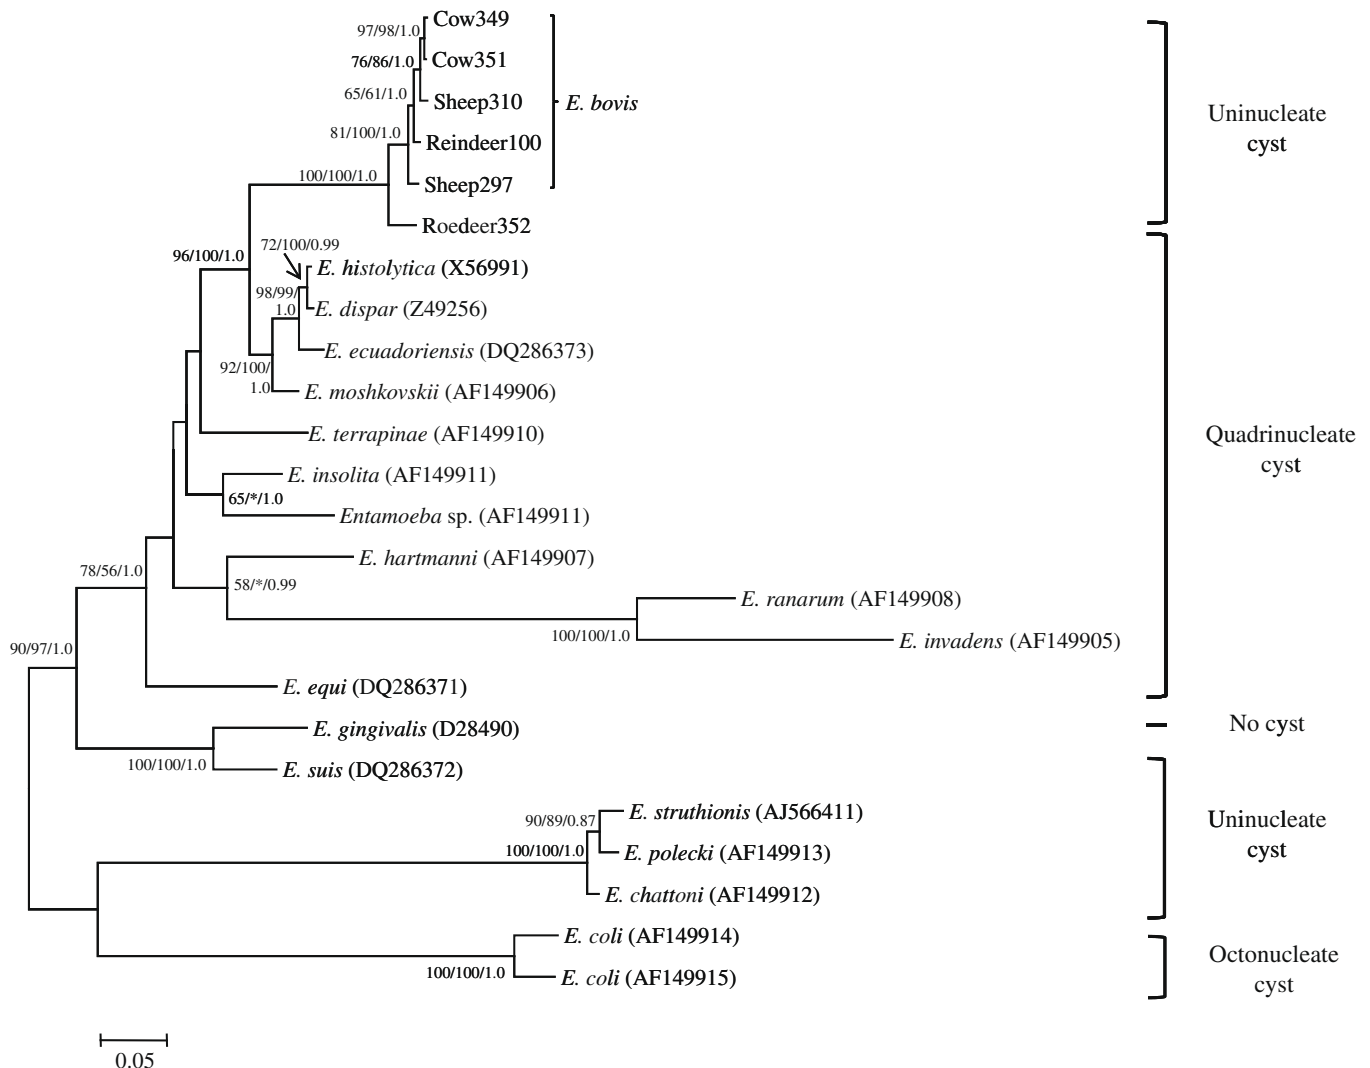 Cow349
97/98/1.0
Cow351
76/86/1.0
Sheep310
65/61/1.0
E. bovis
Reindeer100
81/100/1.0
Sheep297
100/100/1.0
Roedeer352
Uninucleate
cyst
72/100/0.99
96/100/1.0
E. histolytica (X56991)
98/99/
1.0
E. dispar (Z49256)
E. ecuadoriensis (DQ286373)
92/100/
1.0
E. moshkovskii (AF149906)
E. terrapinae (AF149910)
Quadrinucleate
cyst
E. insolita (AF149911)
65/*/1.0
Entamoeba sp. (AF149911)
E. hartmanni (AF149907)
78/56/1.0
58/*/0.99
E. ranarum (AF149908)
100/100/1.0
E. invadens (AF149905)
90/97/1.0
E. equi (DQ286371)
E. gingivalis (D28490)
No cyst
100/100/1.0
E. suis (DQ286372)
E. struthionis (AJ566411)
90/89/0.87
Uninucleate
cyst
100/100/1.0
E. polecki (AF149913)
E. chattoni (AF149912)
E. coli (AF149914)
Octonucleate
cyst
100/100/1.0
E. coli (AF149915)
0.05